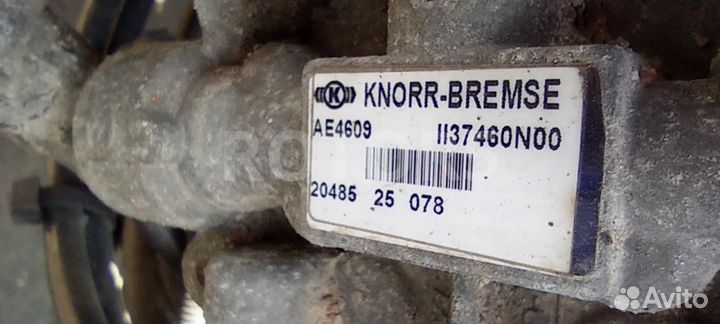 KNORR-BREMSE
AE4609 II37460N00
20485 25 078
Avito